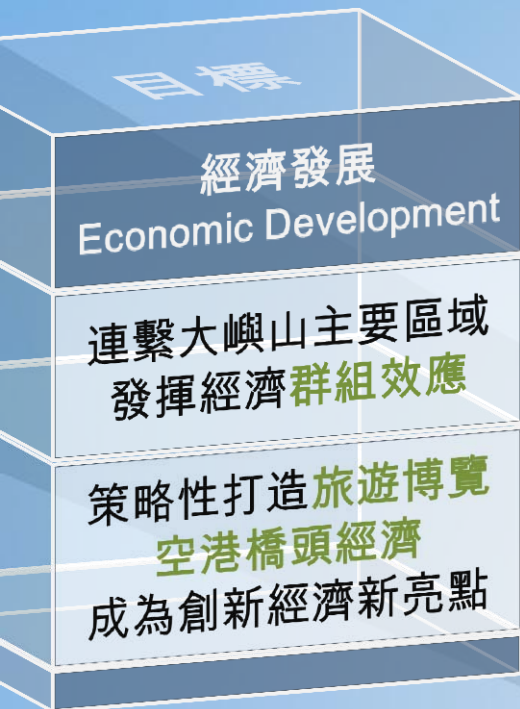 目標
經濟發展
Economic Development
連繫大嶼山主要區域
發揮經濟群組效應
策略性打造旅遊博覽
空港橋頭經濟
成為創新經濟新亮點